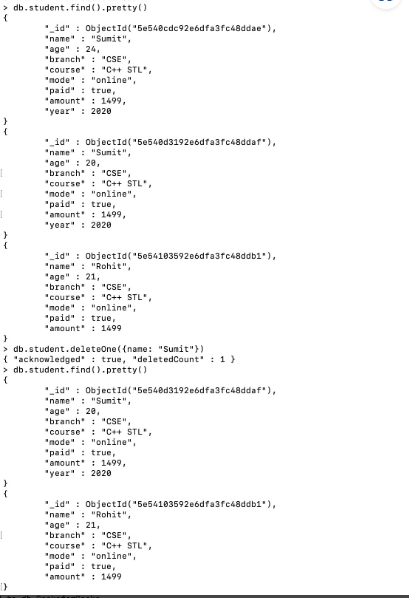 > db.student.find().pretty()
{
"_id" : ObjectId("5e540cdc92e6dfa3fc48ddae"),
"name" : "Sumit",
"age" : 24,
"branch" : "CSE",
"course" : "C++ STL",
"mode" : "online",
"paid" : true,
"amount" : 1499,
"year" : 2020
}
{
"_id" : ObjectId("5e540d3192e6dfa3fc48ddaf"),
"name" : "Sumit",
"age" : 20,
"branch" : "CSE",
"course" : "C++ STL",
"mode" : "online",
"paid" : true,
"amount" : 1499,
"year" : 2020
}
{
"_id" : ObjectId("5e54103592e6dfa3fc48ddb1"),
"name" : "Rohit",
"age" : 21,
"branch" : "CSE",
"course" : "C++ STL",
"mode" : "online",
"paid" : true,
"amount" : 1499
}
> db.student.deleteOne({name: "Sumit"})
{ "acknowledged" : true, "deletedCount" : 1 }
> db.student.find().pretty()
{
"_id" : ObjectId("5e540d3192e6dfa3fc48ddaf"),
"name" : "Sumit",
"age" : 20,
"branch" : "CSE",
"course" : "C++ STL",
"mode" : "online",
"paid" : true,
"amount" : 1499,
"year" : 2020
}
{
"_id" : ObjectId("5e54103592e6dfa3fc48ddb1"),
"name" : "Rohit",
"age" : 21,
"branch" : "CSE",
"course" : "C++ STL",
"mode" : "online",
"paid" : true,
"amount" : 1499
}